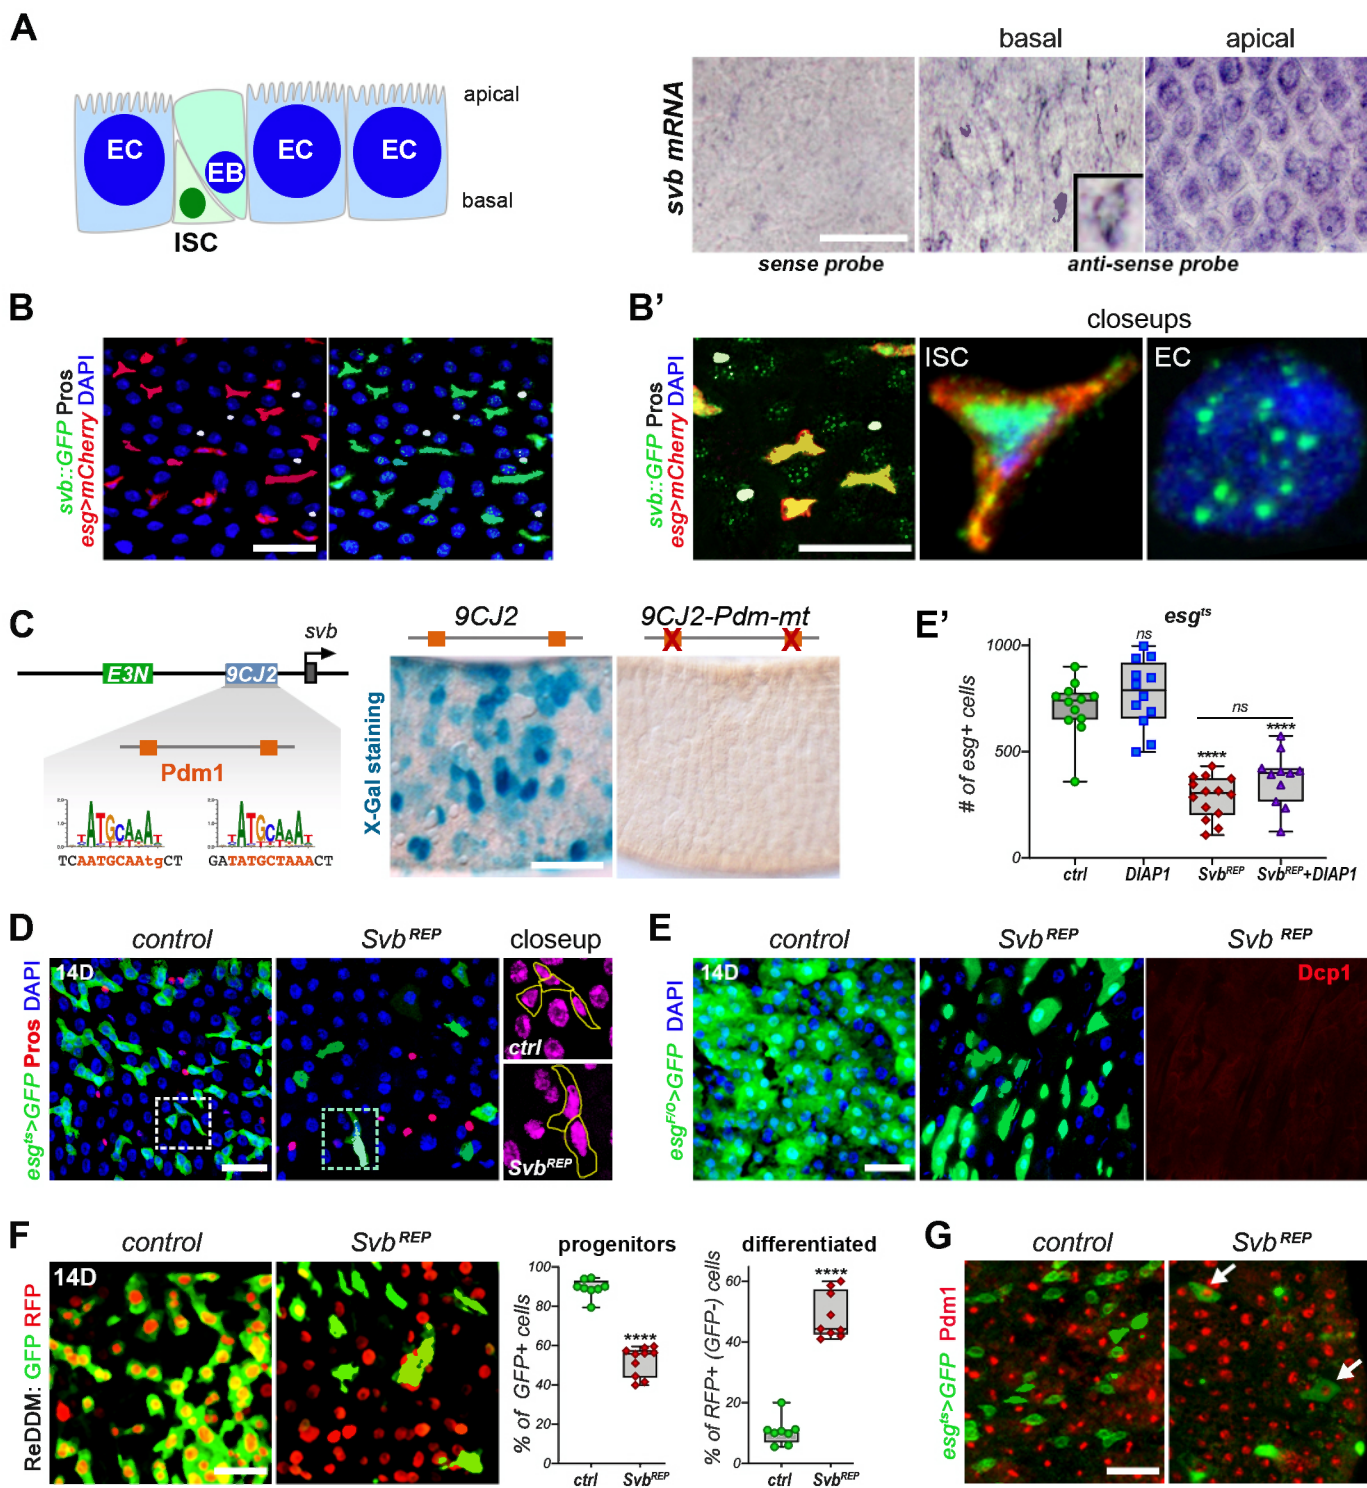 A
EC
EB
EC
EC
ISC
apical
basal
basal
apical
svb mRNA
sense probe
anti-sense probe
B
svb::GFP Pros
esg>mCherry DAPI
B’
closeups
svb::GFP Pros
esg>mCherry DAPI
ISC
EC
C
E3N
9CJ2
svb
Pdm1
TCAATGCAAtgCT
GATATGCTAAACT
X-Gal staining
9CJ2
9CJ2-Pdm-mt
E’
esgts
# of esg+ cells
1000
500
0
ns
ns
****
****
ctrl
DIAP1
SvbREP
SvbREP+DIAP1
D
control
SvbREP
closeup
esgts>GFP Pros DAPI
14D
ctrl
SvbREP
E
control
SvbREP
SvbREP
esgF/O>GFP DAPI
14D
Dcp1
F
control
SvbREP
ReDDM: GFP RFP
14D
progenitors
% of GFP+ cells
100
80
60
40
20
0
****
ctrl
SvbREP
differentiated
% of RFP+ (GFP-) cells
60
40
20
0
****
ctrl
SvbREP
G
control
SvbREP
esgts>GFP Pdm1